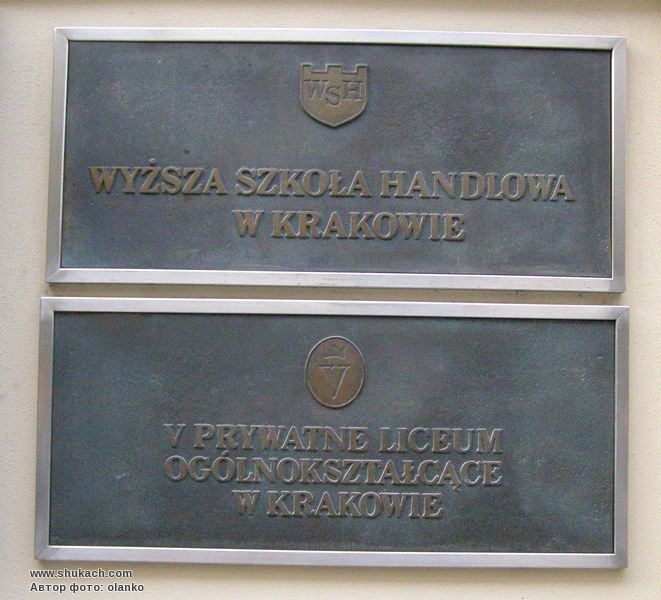 WSH
WYŻSZA SZKOŁA HANDLOWA
W KRAKOWIE
V
V PRYWATNE LICEUM
OGÓLNOKSZTAŁCĄCE
W KRAKOWIE
www.shukach.com
Автор фото: olanko